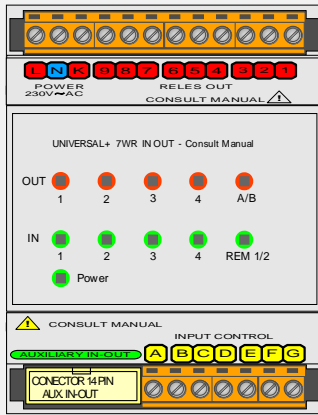 L N K 9 8 7 6 5 4 3 2 1
POWER RELES OUT
230V~AC CONSULT MANUAL
UNIVERSAL+ 7WR IN OUT - Consult Manual
OUT
1 2 3 4 A/B
IN
1 2 3 4 REM 1/2
Power
CONSULT MANUAL
INPUT CONTROL
AUXILIARY IN-OUT A B C D E F G
CONECTOR 14 PIN
AUX IN-OUT